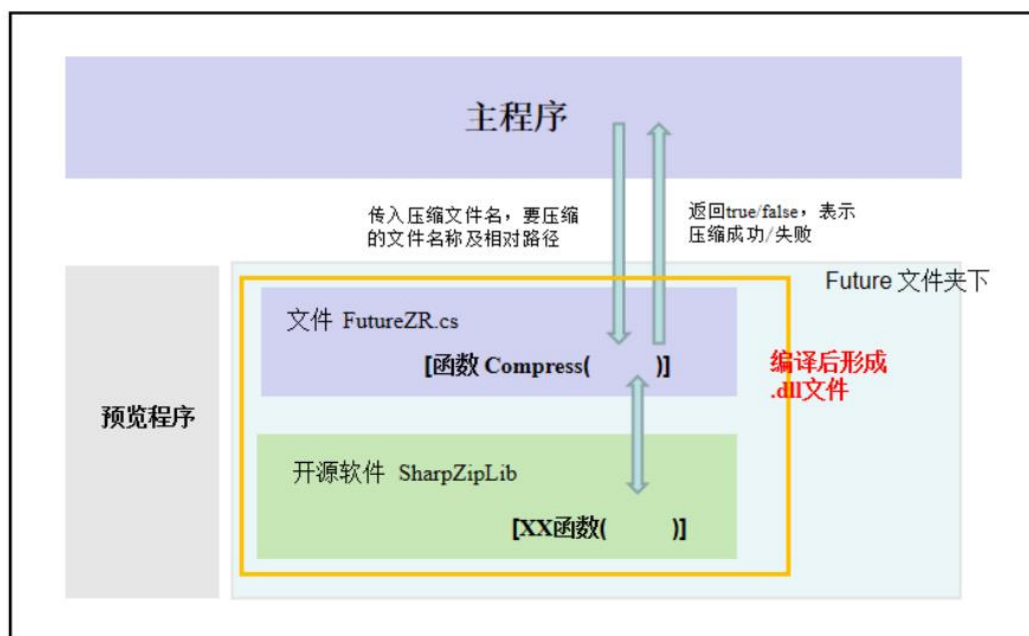 主程序
传入压缩文件名，要压缩
的文件名称及相对路径
返回true/false，表示
压缩成功/失败
Future 文件夹下
文件 FutureZR.cs
[函数 Compress( )]
编译后形成
.dll文件
预览程序
开源软件 SharpZipLib
[XX函数( )]